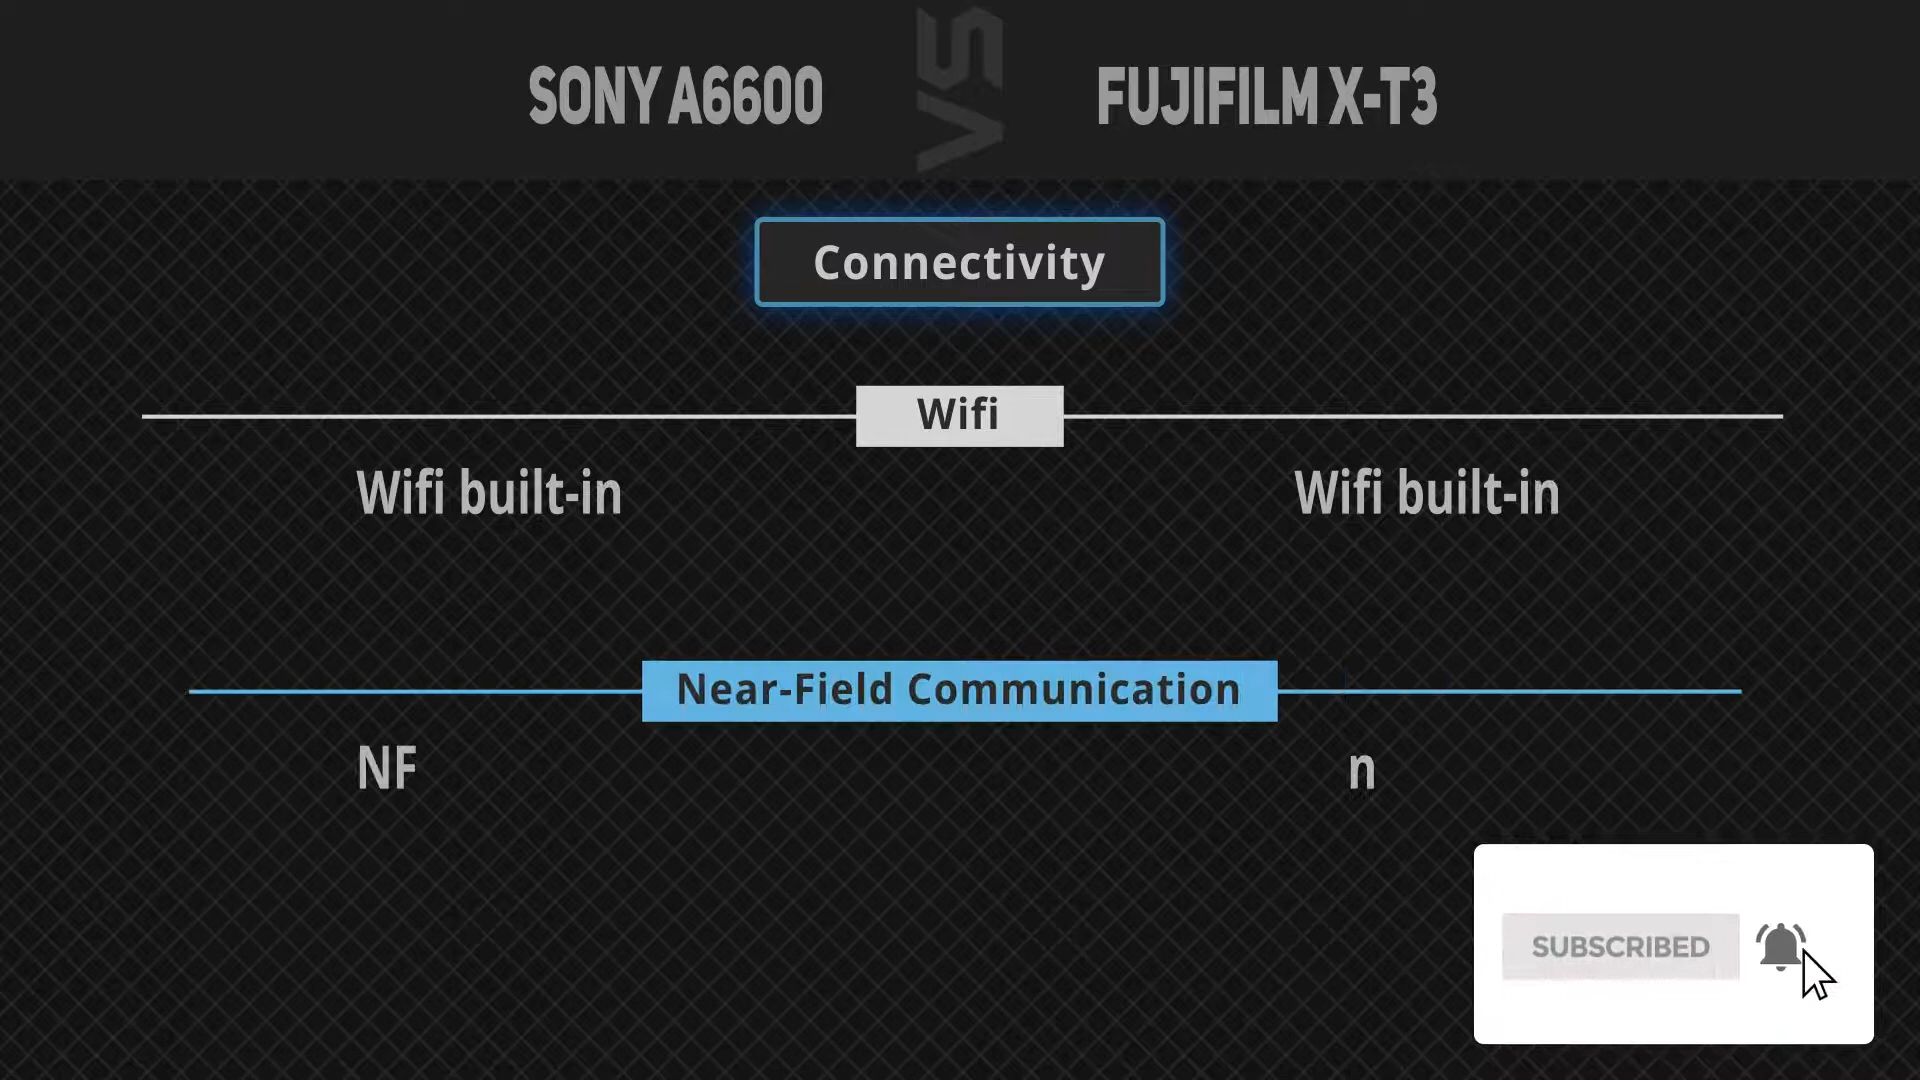 SONY A6600
VS
FUJIFILM X-T3
Connectivity
Wifi
Wifi built-in
Wifi built-in
Near-Field Communication
NF
n
SUBSCRIBED